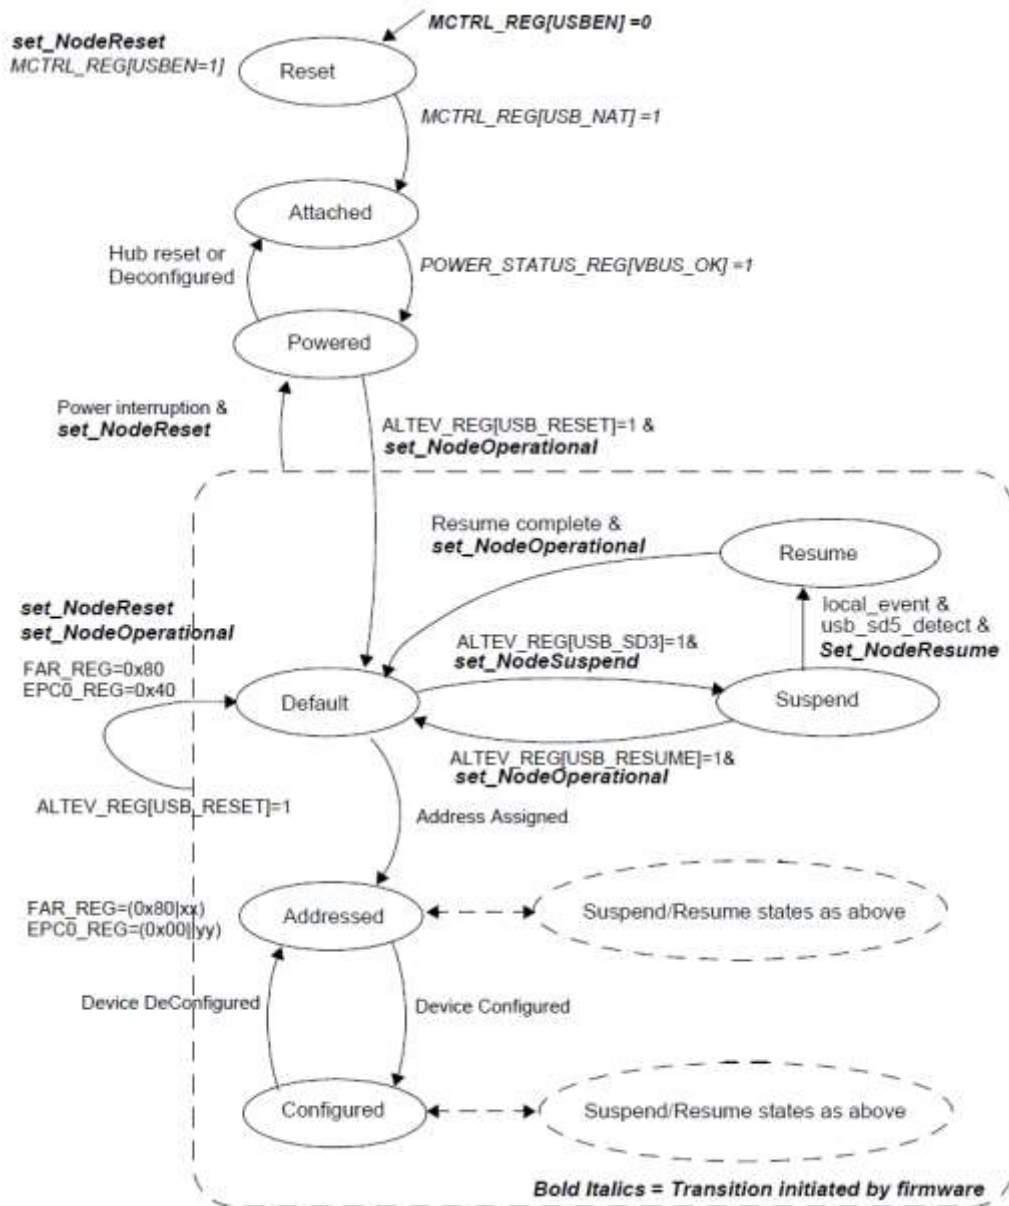 MCTRL_REG[USBEN] =0
set_NodeReset
MCTRL_REG[USBEN=1]
Reset
MCTRL_REG[USB_NAT] =1
Attached
Hub reset or
Deconfigured
POWER_STATUS_REG[VBUS_OK] =1
Powered
Power interruption &
set_NodeReset
ALTEV_REG[USB_RESET]=1 &
set_NodeOperational
Resume complete &
set_NodeOperational
Resume
local_event &
usb_sd5_detect &
Set_NodeResume
set_NodeReset
set_NodeOperational
FAR_REG=0x80
EPC0_REG=0x40
ALTEV_REG[USB_SD3]=1&
set_NodeSuspend
Default
Suspend
ALTEV_REG[USB_RESUME]=1&
set_NodeOperational
ALTEV_REG[USB_RESET]=1
Address Assigned
FAR_REG=(0x80|xx)
EPC0_REG=(0x00||yy)
Addressed
Suspend/Resume states as above
Device DeConfigured
Device Configured
Configured
Suspend/Resume states as above
Bold Italics = Transition initiated by firmware